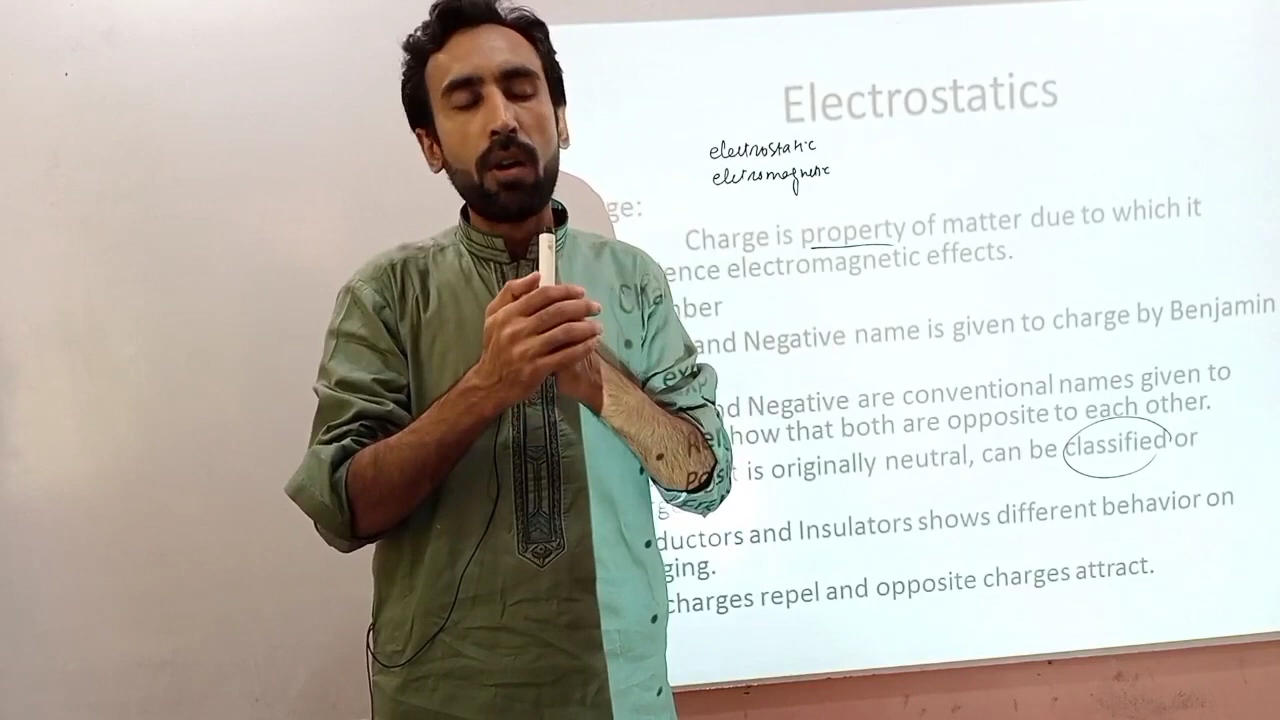 Electrostatics
electrostatic
elctromagnetic
ge:
Charge is property of matter due to which it
ence electromagnetic effects.
ber
and Negative name is given to charge by Benjamin
nd Negative are conventional names given to
how that both are opposite to each other.
is originally neutral, can be classified or
ductors and Insulators shows different behavior on
ging.
charges repel and opposite charges attract.